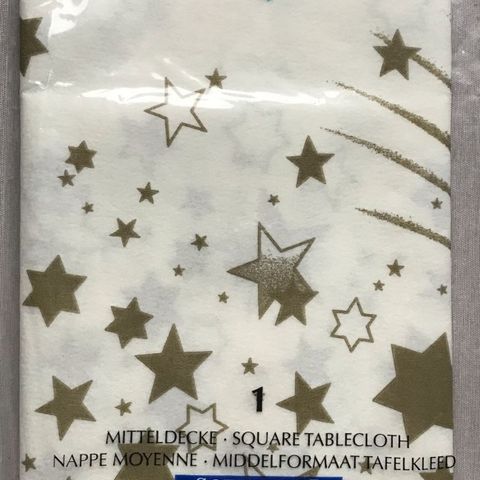 1
MITTELDECKE · SQUARE TABLECLOTH
NAPPE MOYENNE · MIDDELFORMAAT TAFELKLEED